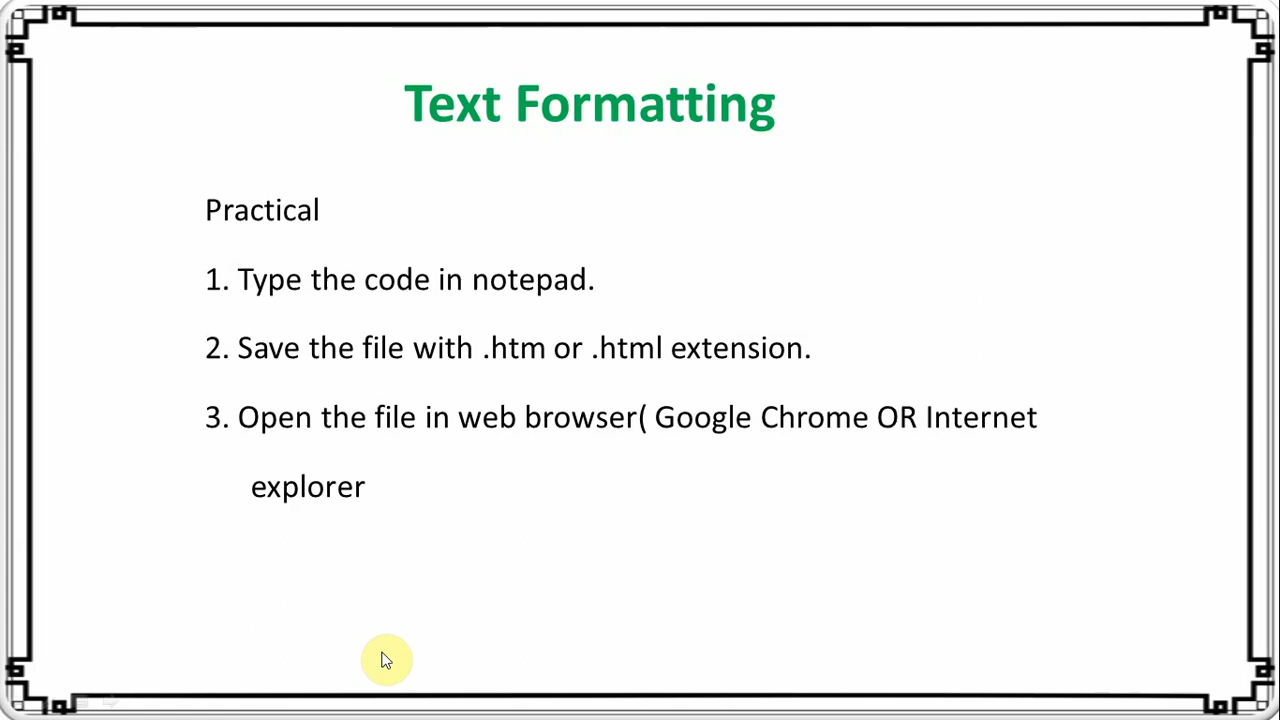 Text Formatting
Practical
1. Type the code in notepad.
2. Save the file with .htm or .html extension.
3. Open the file in web browser( Google Chrome OR Internet
explorer